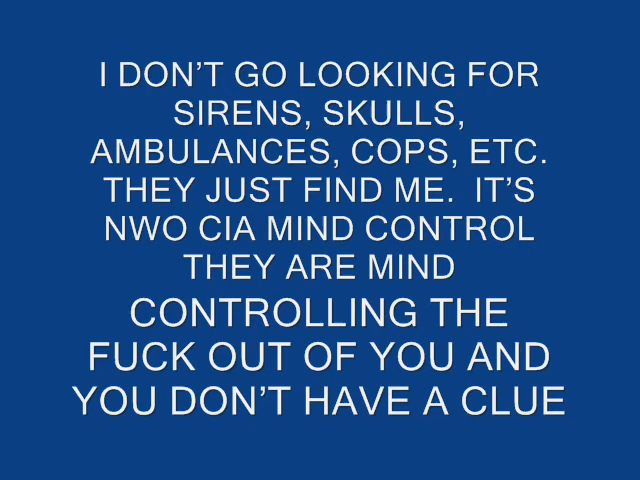 I DON’T GO LOOKING FOR
SIRENS, SKULLS,
AMBULANCES, COPS, ETC.
THEY JUST FIND ME.  IT’S
NWO CIA MIND CONTROL
THEY ARE MIND
CONTROLLING THE
FUCK OUT OF YOU AND
YOU DON’T HAVE A CLUE